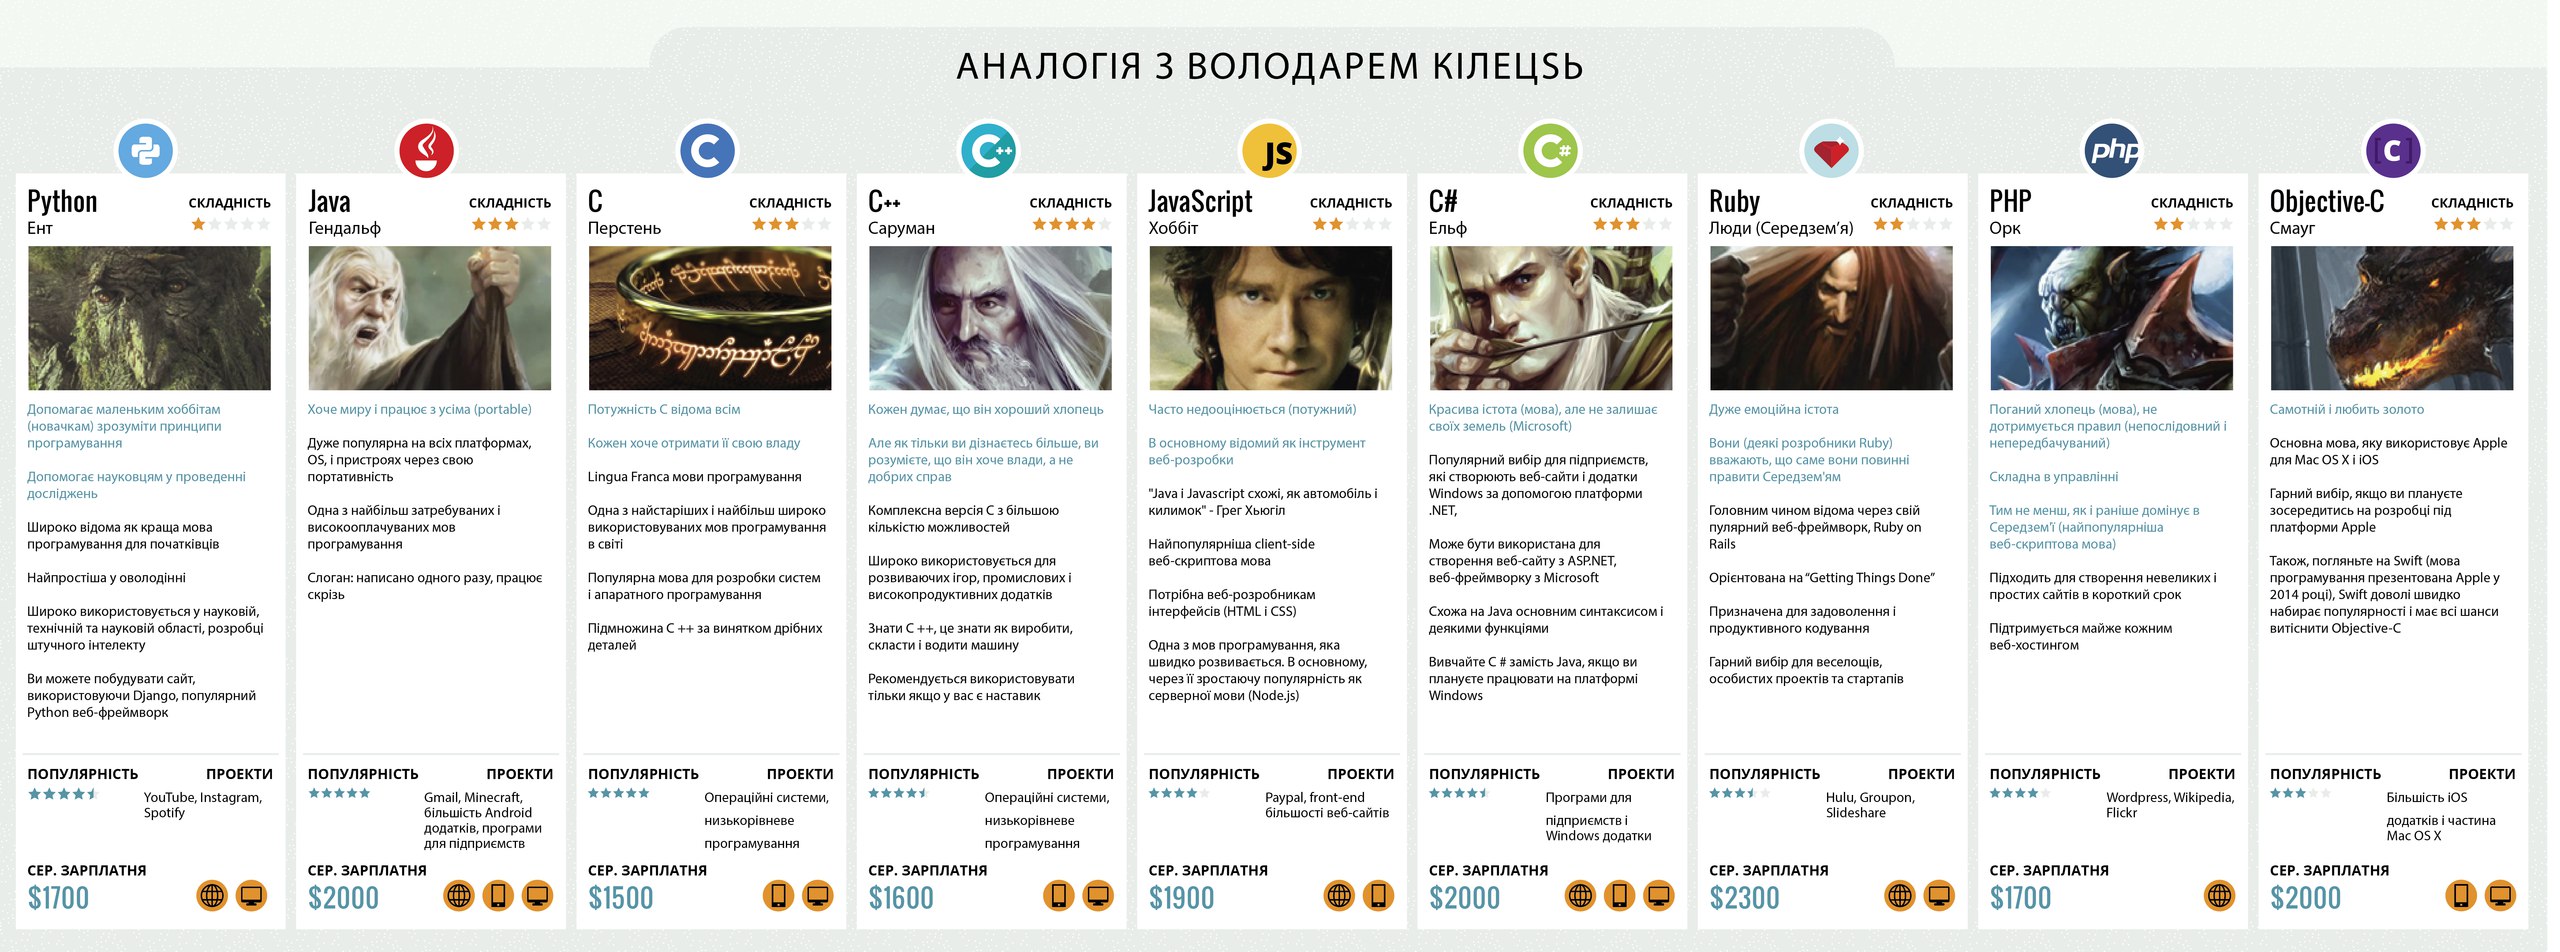 АНАЛОГІЯ З ВОЛОДАРЕМ КІЛЕЦSЬ
Python
СКЛАДНІСТЬ
Ент
Допомагає маленьким хоббітам
(новачкам) зрозуміти принципи
програмування
Допомагає науковцям у проведенні
досліджень
Широко відома як краща мова
програмування для початківців
Найпростіша у оволодінні
Широко використовується у науковій,
технічній та науковій області, розробці
штучного інтелекту
Ви можете побудувати сайт,
використовуючи Django, популярний
Python веб-фреймворк
ПОПУЛЯРНІСТЬ
ПРОЕКТИ
YouTube, Instagram,
Spotify
СЕР. ЗАРПЛАТНЯ
$1700
Java
СКЛАДНІСТЬ
Гендальф
Хоче миру і працює з усіма (portable)
Дуже популярна на всіх платформах,
OS, і пристроях через свою
портативність
Одна з найбільш затребуваних і
високооплачуваних мов
програмування
Слоган: написано одного разу, працює
скрізь
ПОПУЛЯРНІСТЬ
ПРОЕКТИ
Gmail, Minecraft,
більшість Android
додатків, програми
для підприємств
СЕР. ЗАРПЛАТНЯ
$2000
C
C
СКЛАДНІСТЬ
Перстень
Потужність C відома всім
Кожен хоче отримати її свою владу
Lingua Franca мови програмування
Одна з найстаріших і найбільш широко
використовуваних мов програмування
в світі
Популярна мова для розробки систем
і апаратного програмування
Підмножина C ++ за винятком дрібних
деталей
ПОПУЛЯРНІСТЬ
ПРОЕКТИ
Операційні системи,
низькорівневе
програмування
СЕР. ЗАРПЛАТНЯ
$1500
C++
C++
СКЛАДНІСТЬ
Саруман
Кожен думає, що він хороший хлопець
Але як тільки ви дізнаєтесь більше, ви
розумієте, що він хоче влади, а не
добрих справ
Комплексна версія C з більшою
кількістю можливостей
Широко використовується для
розвиваючих ігор, промислових і
високопродуктивних додатків
Знати C ++, це знати як виробити,
скласти і водити машину
Рекомендується використовувати
тільки якщо у вас є наставик
ПОПУЛЯРНІСТЬ
ПРОЕКТИ
Операційні системи,
низькорівневе
програмування
СЕР. ЗАРПЛАТНЯ
$1600
JS
JavaScript
СКЛАДНІСТЬ
Хоббіт
Часто недооцінюється (потужний)
В основному відомий як інструмент
веб-розробки
"Java і Javascript схожі, як автомобіль і
килимок" - Грег Хьюгіл
Найпопулярніша client-side
веб-скриптова мова
Потрібна веб-розробникам
інтерфейсів (HTML і CSS)
Одна з мов програмування, яка
швидко розвивається. В основному,
через її зростаючу популярність як
серверної мови (Node.js)
ПОПУЛЯРНІСТЬ
ПРОЕКТИ
Paypal, front-end
більшості веб-сайтів
СЕР. ЗАРПЛАТНЯ
$1900
C#
C#
СКЛАДНІСТЬ
Ельф
Красива істота (мова), але не залишає
своїх земель (Microsoft)
Популярний вибір для підприємств,
які створюють веб-сайти і додатки
Windows за допомогою платформи
.NET,
Може бути використана для
створення веб-сайту з ASP.NET,
веб-фреймворку з Microsoft
Схожа на Java основним синтаксисом і
деякими функціями
Вивчайте C # замість Java, якщо ви
плануєте працювати на платформі
Windows
ПОПУЛЯРНІСТЬ
ПРОЕКТИ
Програми для
підприємств і
Windows додатки
СЕР. ЗАРПЛАТНЯ
$2000
Ruby
СКЛАДНІСТЬ
Люди (Середзем’я)
Дуже емоційна істота
Вони (деякі розробники Ruby)
вважають, що саме вони повинні
правити Середзем'ям
Головним чином відома через свій
пулярний веб-фреймворк, Ruby on
Rails
Орієнтована на “Getting Things Done”
Призначена для задоволення і
продуктивного кодування
Гарний вибір для веселощів,
особистих проектів та стартапів
ПОПУЛЯРНІСТЬ
ПРОЕКТИ
Hulu, Groupon,
Slideshare
СЕР. ЗАРПЛАТНЯ
$2300
php
PHP
СКЛАДНІСТЬ
Орк
Поганий хлопець (мова), не
дотримується правил (непослідовний і
непередбачуваний)
Складна в управлінні
Тим не менш, як і раніше домінує в
Середзем'ї (найпопулярніша
веб-скриптова мова)
Підходить для створення невеликих і
простих сайтів в короткий срок
Підтримується майже кожним
веб-хостингом
ПОПУЛЯРНІСТЬ
ПРОЕКТИ
Wordpress, Wikipedia,
Flickr
СЕР. ЗАРПЛАТНЯ
$1700
[C]
Objective-C
СКЛАДНІСТЬ
Смауг
Самотній і любить золото
Основна мова, яку використовує Apple
для Mac OS X і iOS
Гарний вибір, якщо ви плануєте
зосередитись на розробці під
платформи Apple
Також, погляньте на Swift (мова
програмування презентована Apple у
2014 році), Swift доволі швидко
набирає популярності і має всі шанси
витіснити Objective-C
ПОПУЛЯРНІСТЬ
ПРОЕКТИ
Більшість iOS
додатків і частина
Mac OS X
СЕР. ЗАРПЛАТНЯ
$2000